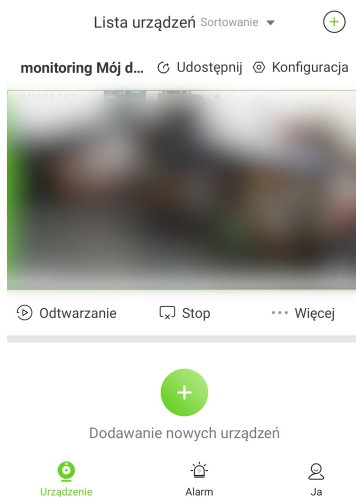 Lista urządzeń Sortowanie
monitoring Mój d... Udostępnij Konfiguracja
Odtwarzanie Stop Więcej
Dodawanie nowych urządzeń
Urządzenie Alarm Ja